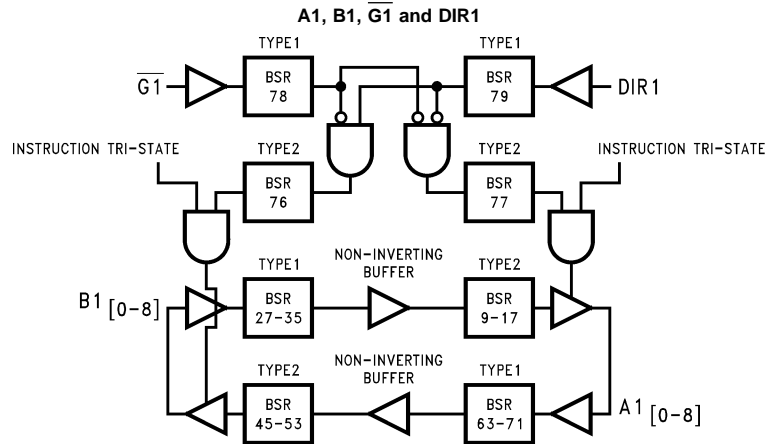 A1, B1, G1 and DIR1
TYPE1
TYPE1
G1
BSR
78
BSR
79
DIR1
INSTRUCTION TRI-STATE
TYPE2
TYPE2
INSTRUCTION TRI-STATE
BSR
76
BSR
77
TYPE1
NON-INVERTING
BUFFER
TYPE2
B1 [0-8]
BSR
27-35
BSR
9-17
TYPE2
NON-INVERTING
BUFFER
TYPE1
BSR
45-53
BSR
63-71
A1 [0-8]